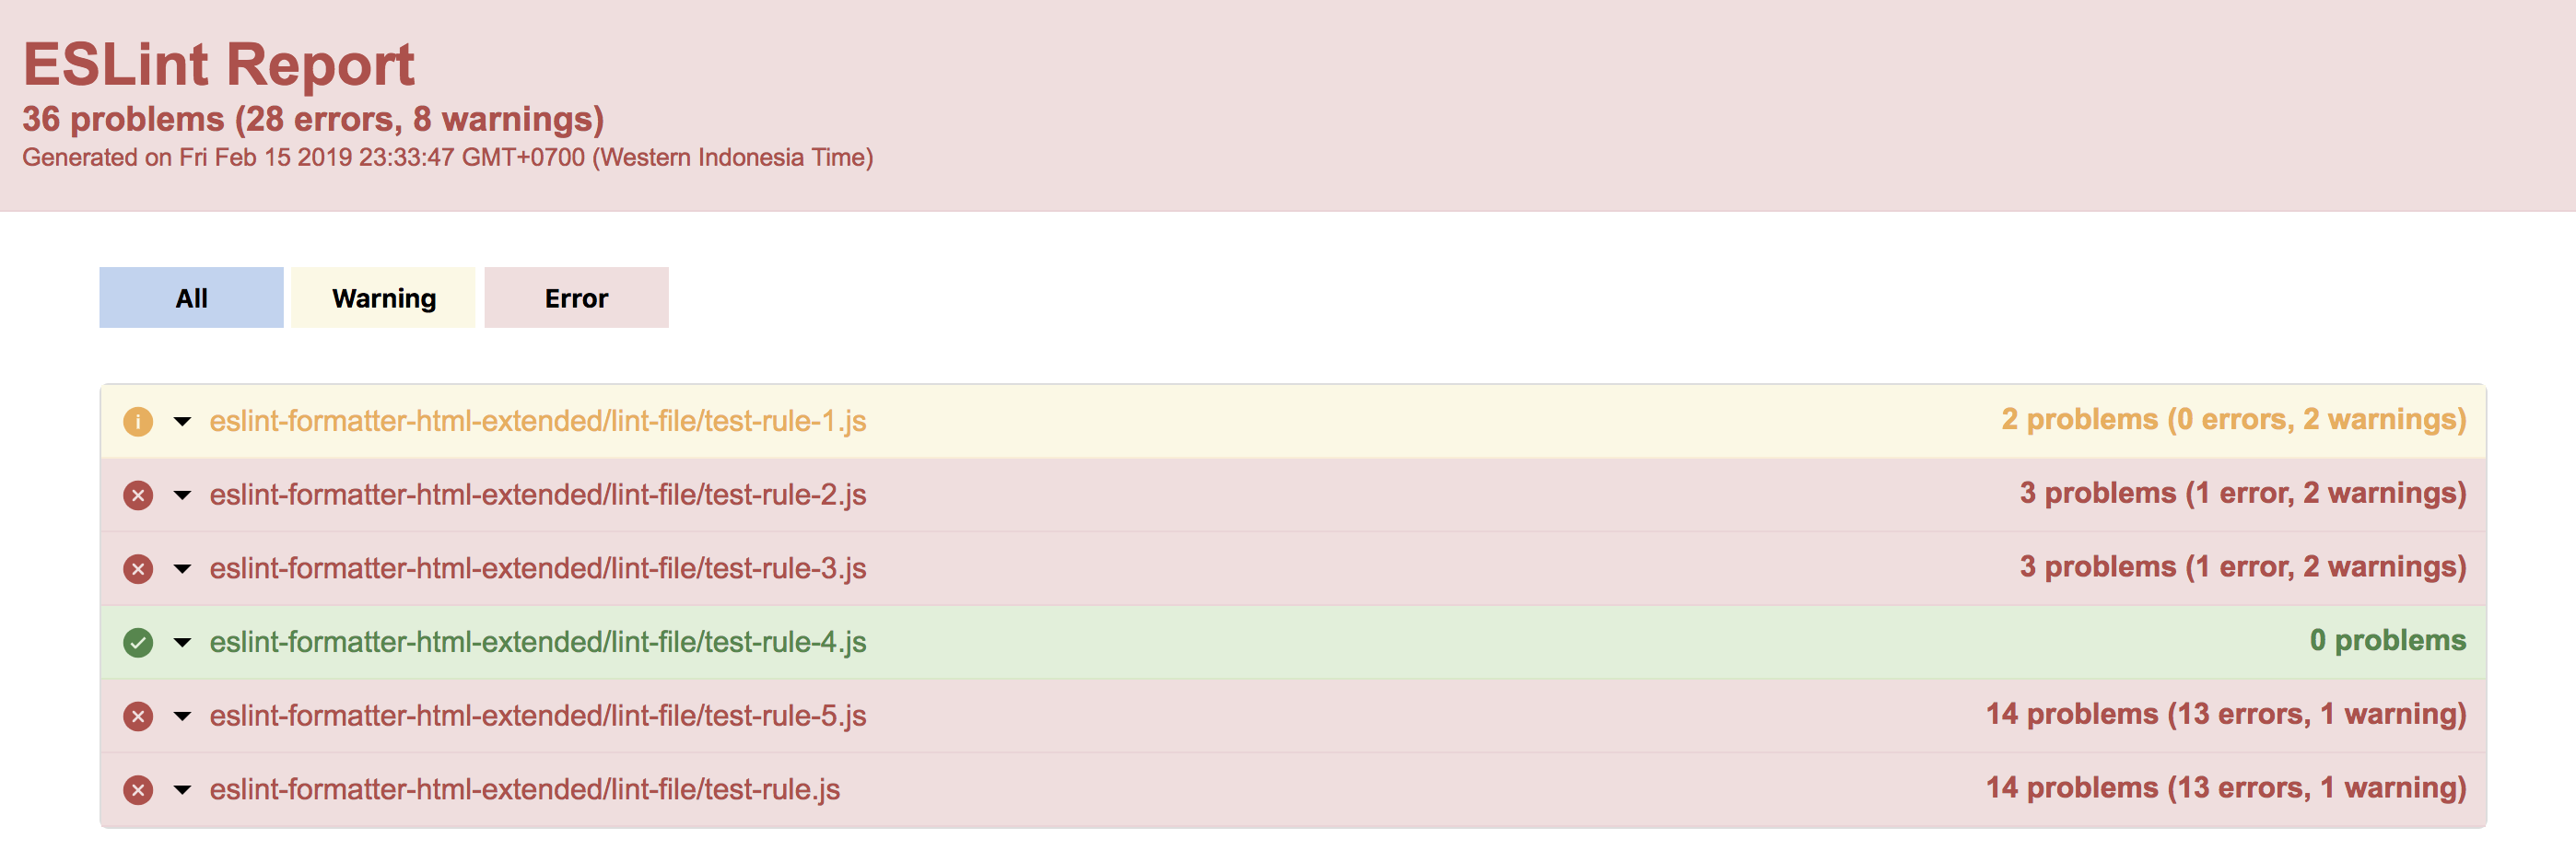 ESLint Report
36 problems (28 errors, 8 warnings)
Generated on Fri Feb 15 2019 23:33:47 GMT+0700 (Western Indonesia Time)
All Warning Error
eslint-formatter-html-extended/lint-file/test-rule-1.js 2 problems (0 errors, 2 warnings)
eslint-formatter-html-extended/lint-file/test-rule-2.js 3 problems (1 error, 2 warnings)
eslint-formatter-html-extended/lint-file/test-rule-3.js 3 problems (1 error, 2 warnings)
eslint-formatter-html-extended/lint-file/test-rule-4.js 0 problems
eslint-formatter-html-extended/lint-file/test-rule-5.js 14 problems (13 errors, 1 warning)
eslint-formatter-html-extended/lint-file/test-rule.js 14 problems (13 errors, 1 warning)